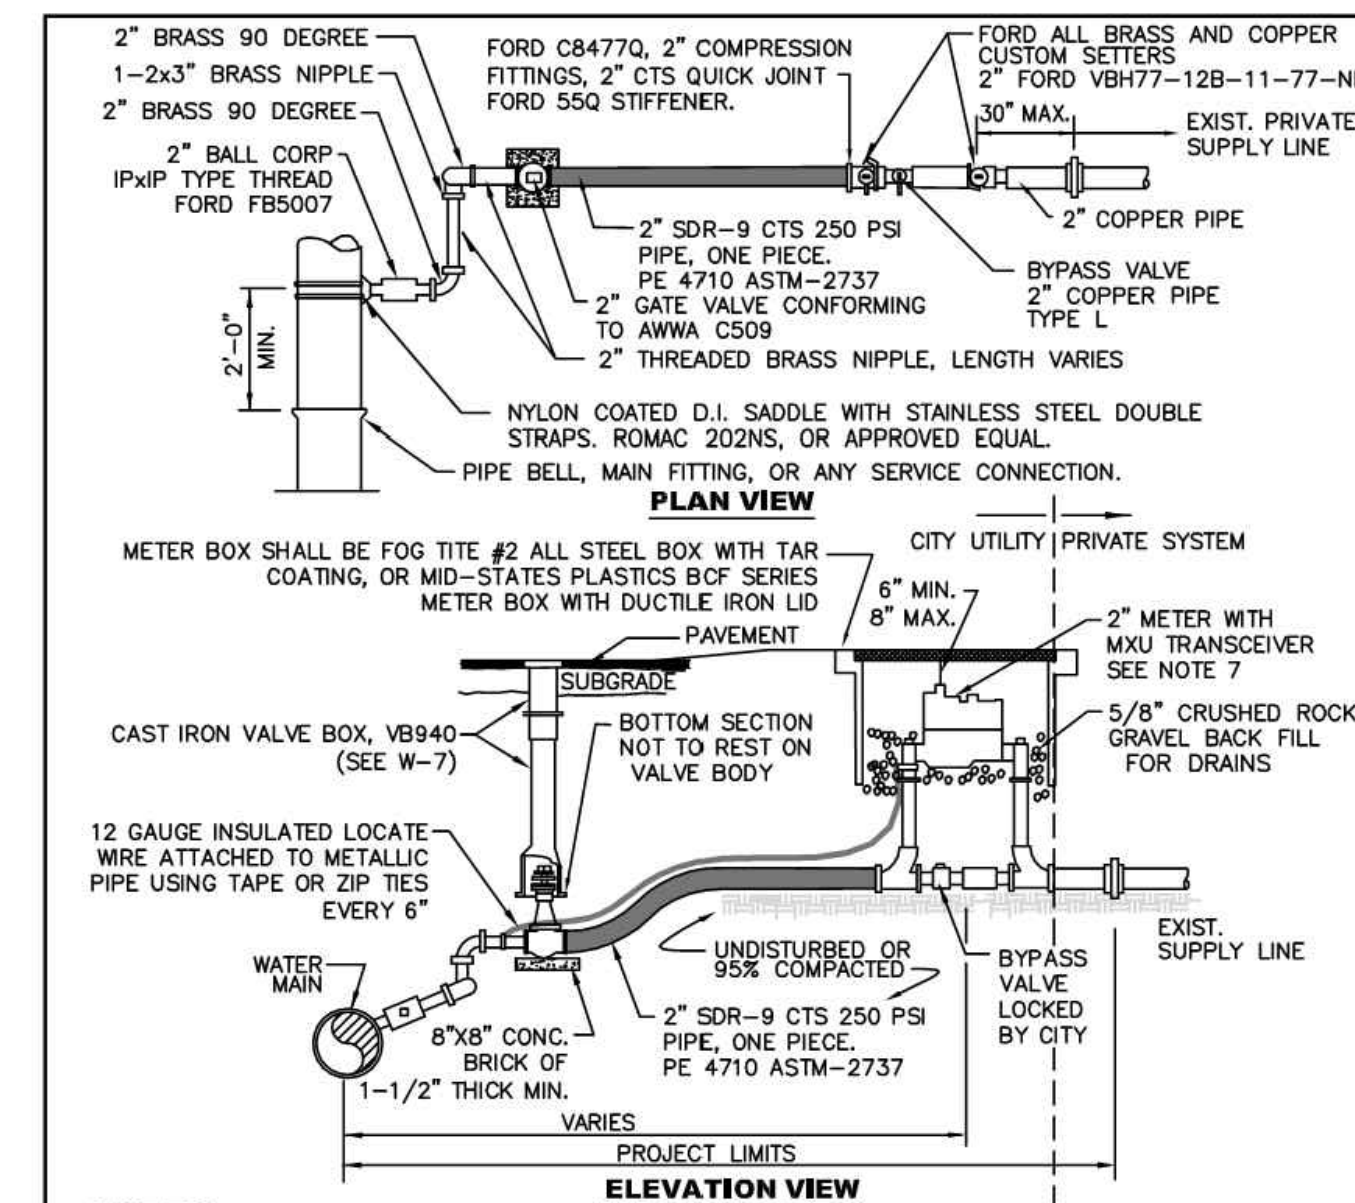 2" BRASS 90 DEGREE
1-2x3" BRASS NIPPLE
2" BRASS 90 DEGREE
2" BALL CORP
IPxIP TYPE THREAD
FORD FB5007
FORD C8477Q, 2" COMPRESSION
FITTINGS, 2" CTS QUICK JOINT
FORD 55Q STIFFENER.
FORD ALL BRASS AND COPPER
CUSTOM SETTERS
2" FORD VBH77-12B-11-77-N
30" MAX.
EXIST. PRIVATE
SUPPLY LINE
2" COPPER PIPE
2" SDR-9 CTS 250 PSI
PIPE, ONE PIECE.
PE 4710 ASTM-2737
BYPASS VALVE
2" COPPER PIPE
TYPE L
2" GATE VALVE CONFORMING
TO AWWA C509
2" THREADED BRASS NIPPLE, LENGTH VARIES
2'-0"
MIN.
NYLON COATED D.I. SADDLE WITH STAINLESS STEEL DOUBLE
STRAPS. ROMAC 202NS, OR APPROVED EQUAL.
PIPE BELL, MAIN FITTING, OR ANY SERVICE CONNECTION.
PLAN VIEW
CITY UTILITY
PRIVATE SYSTEM
METER BOX SHALL BE FOG TITE #2 ALL STEEL BOX WITH TAR
COATING, OR MID-STATES PLASTICS BCF SERIES
METER BOX WITH DUCTILE IRON LID
6" MIN.
8" MAX.
2" METER WITH
MXU TRANSCEIVER
SEE NOTE 7
PAVEMENT
SUBGRADE
CAST IRON VALVE BOX, VB940
(SEE W-7)
BOTTOM SECTION
NOT TO REST ON
VALVE BODY
5/8" CRUSHED ROCK
GRAVEL BACK FILL
FOR DRAINS
12 GAUGE INSULATED LOCATE
WIRE ATTACHED TO METALLIC
PIPE USING TAPE OR ZIP TIES
EVERY 6"
WATER
MAIN
UNDISTURBED OR
95% COMPACTED
BYPASS
VALVE
LOCKED
BY CITY
EXIST.
SUPPLY LINE
8"X8" CONC.
BRICK OF
1-1/2" THICK MIN.
2" SDR-9 CTS 250 PSI
PIPE, ONE PIECE.
PE 4710 ASTM-2737
VARIES
PROJECT LIMITS
ELEVATION VIEW